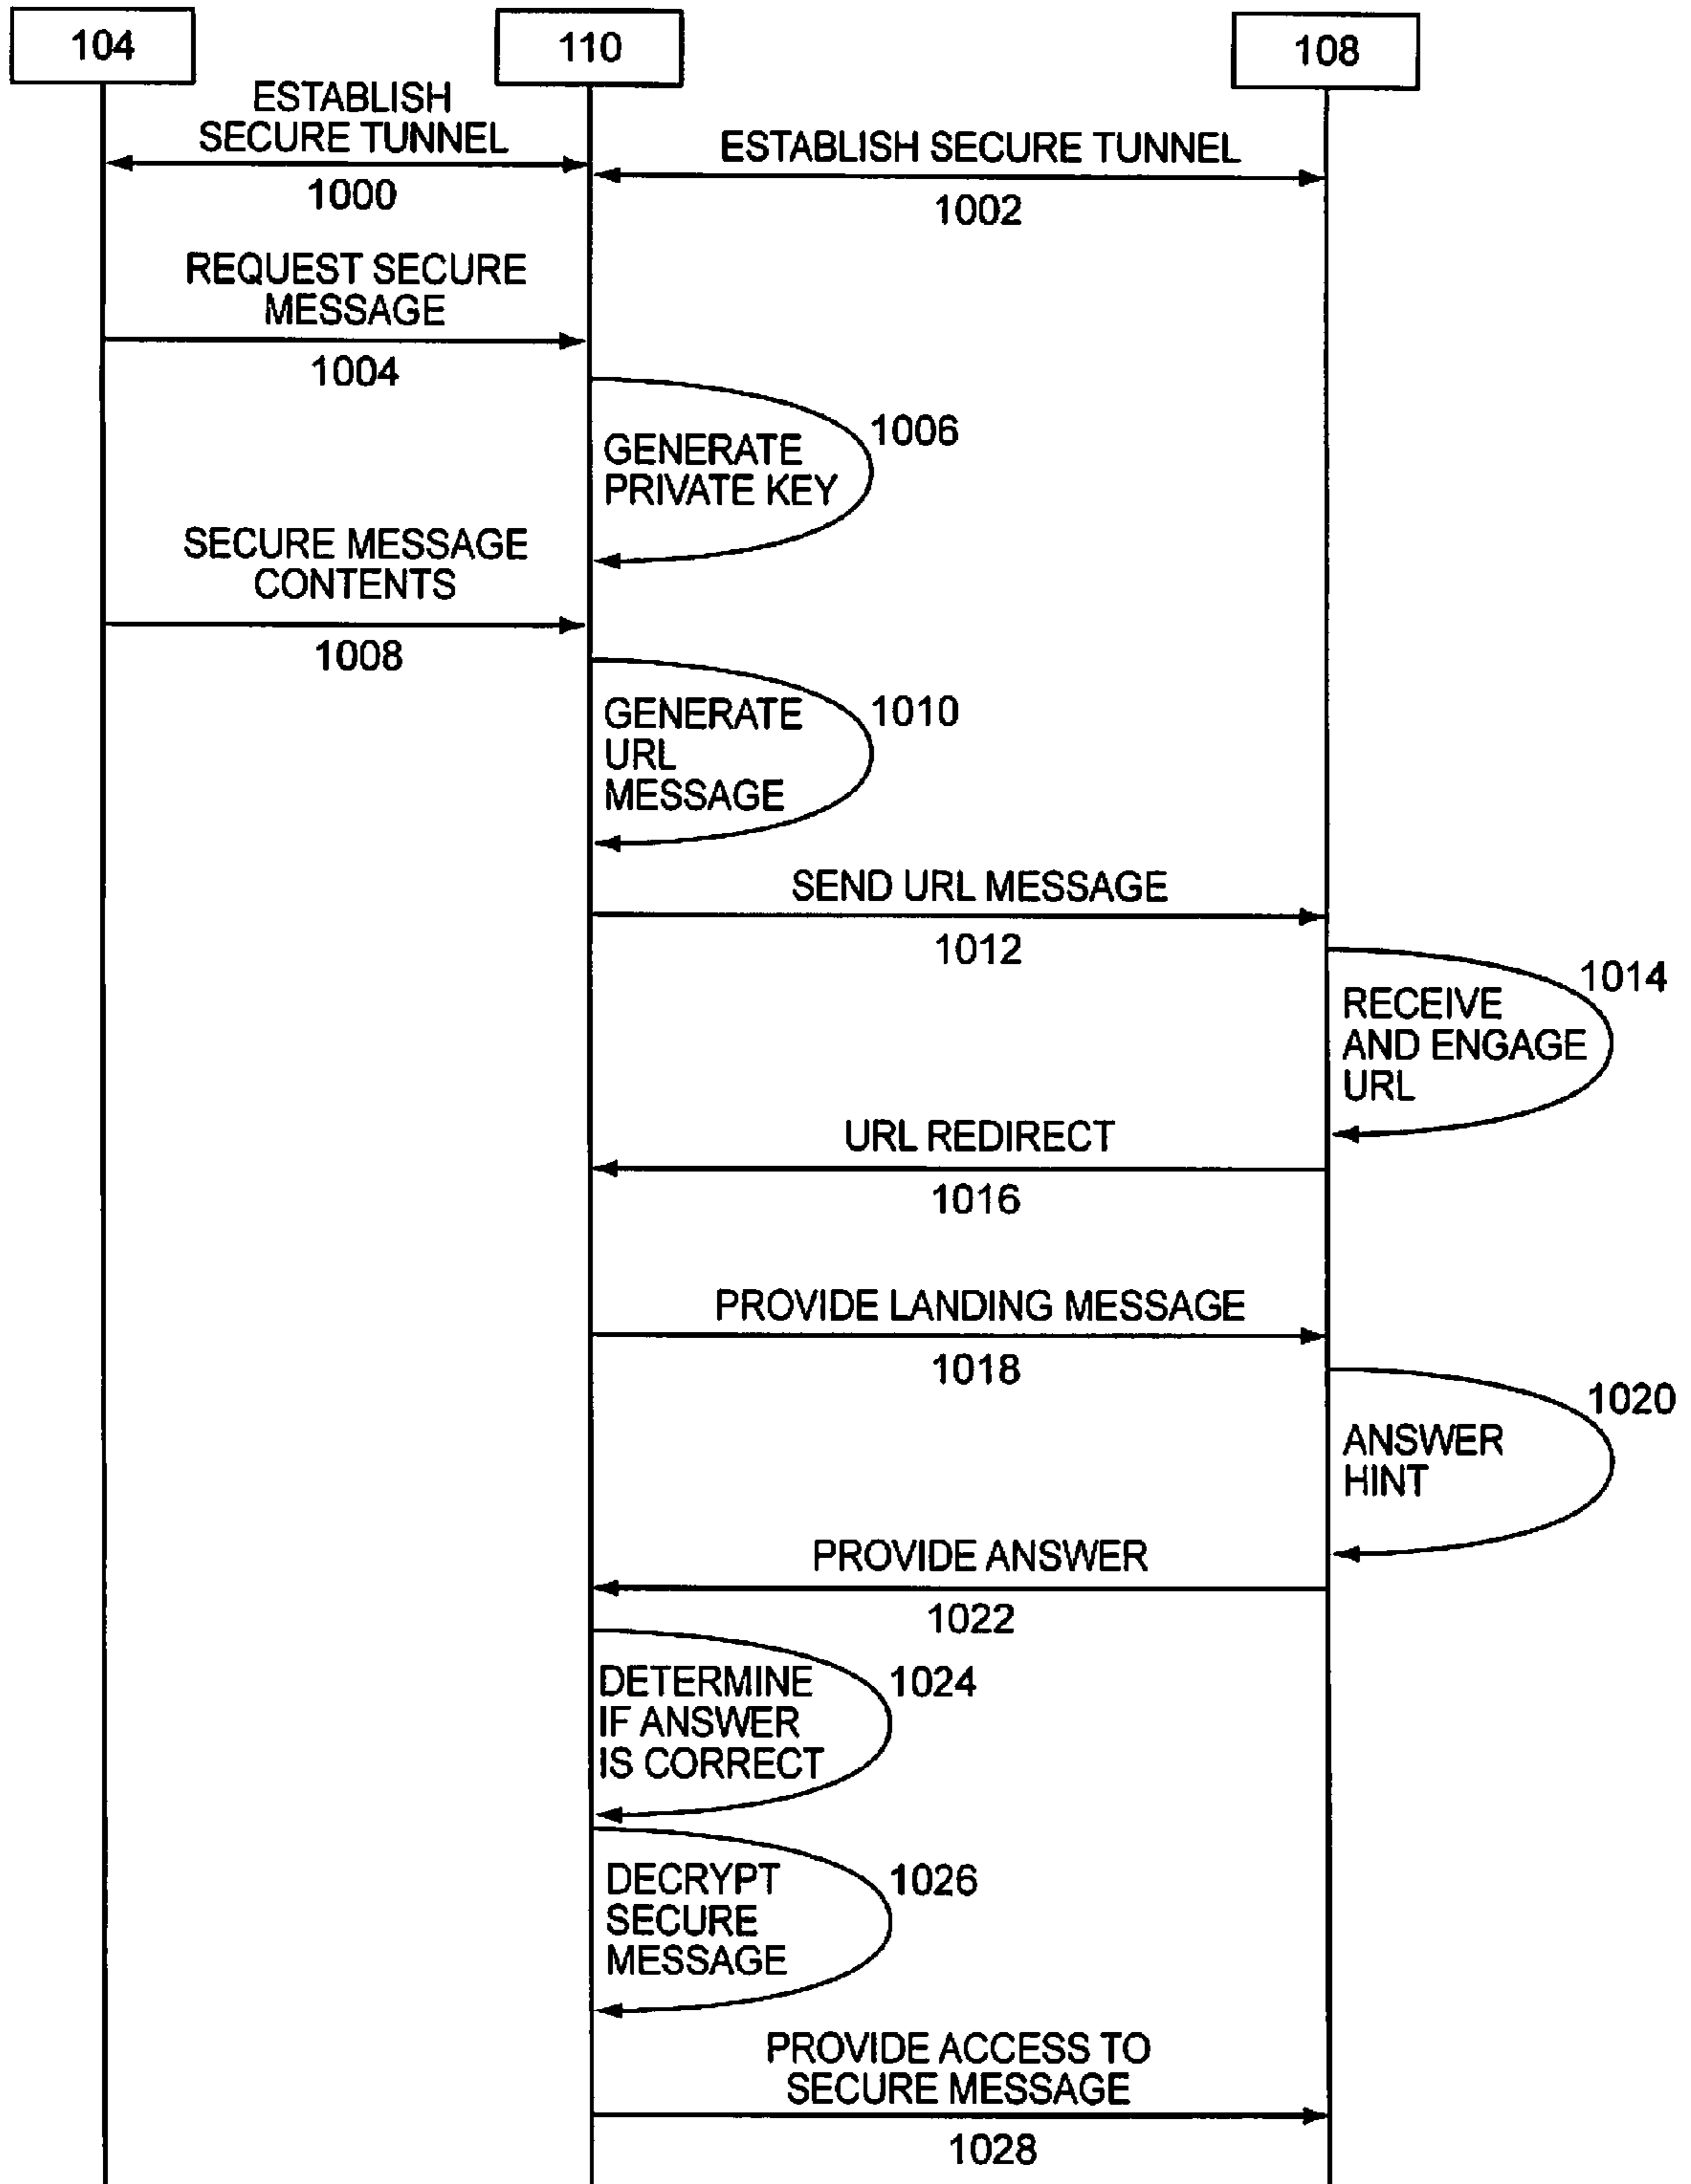 104
110
108
ESTABLISH
SECURE TUNNEL
1000
ESTABLISH SECURE TUNNEL
1002
REQUEST SECURE
MESSAGE
1004
1006
GENERATE
PRIVATE KEY
SECURE MESSAGE
CONTENTS
1008
1010
GENERATE
URL
MESSAGE
SEND URL MESSAGE
1012
1014
RECEIVE
AND ENGAGE
URL
URL REDIRECT
1016
PROVIDE LANDING MESSAGE
1018
1020
ANSWER
HINT
PROVIDE ANSWER
1022
1024
DETERMINE
IF ANSWER
IS CORRECT
1026
DECRYPT
SECURE
MESSAGE
PROVIDE ACCESS TO
SECURE MESSAGE
1028